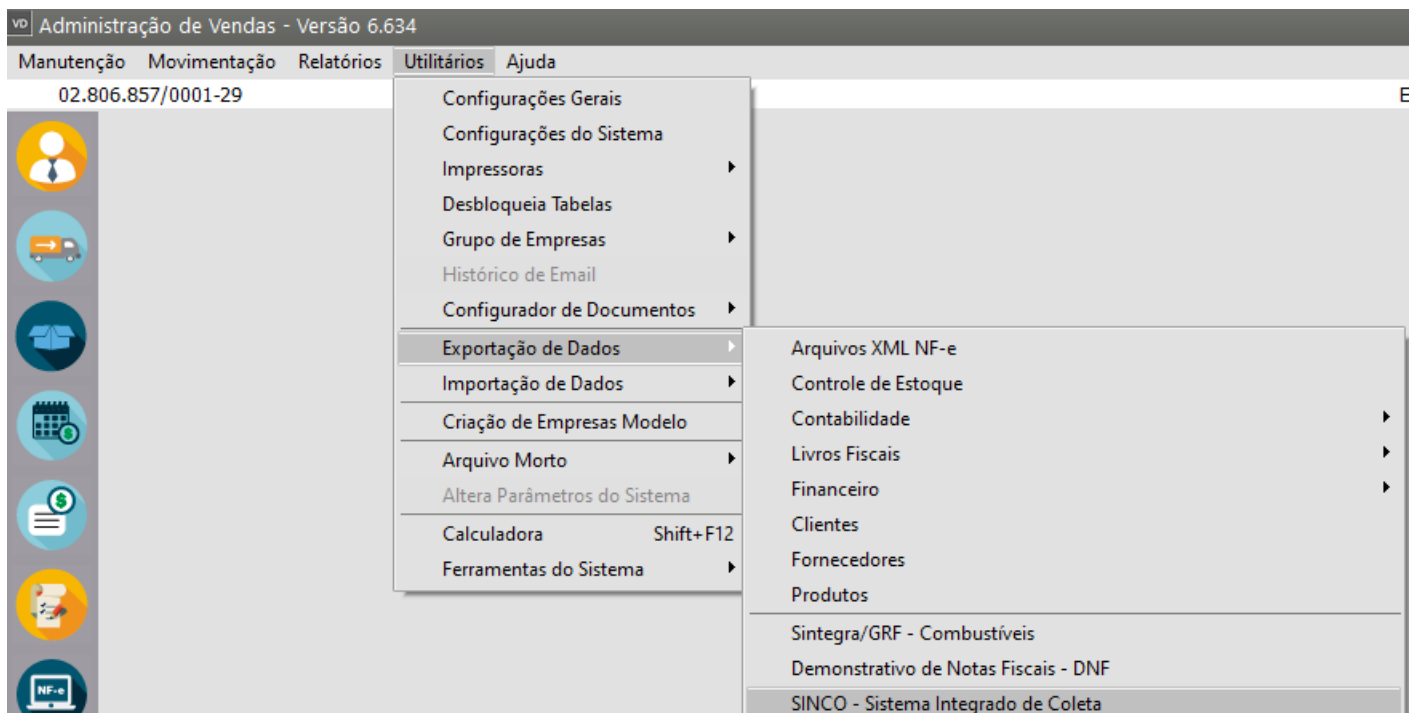 VD Administração de Vendas - Versão 6.634
Manutenção Movimentação Relatórios Utilitários Ajuda
02.806.857/0001-29 E
Configurações Gerais
Configurações do Sistema
Impressoras
Desbloqueia Tabelas
Grupo de Empresas
Histórico de Email
Configurador de Documentos
Exportação de Dados
Importação de Dados
Criação de Empresas Modelo
Arquivo Morto
Altera Parâmetros do Sistema
Calculadora Shift+F12
Ferramentas do Sistema
Arquivos XML NF-e
Controle de Estoque
Contabilidade
Livros Fiscais
Financeiro
Clientes
Fornecedores
Produtos
Sintegra/GRF - Combustíveis
Demonstrativo de Notas Fiscais - DNF
SINCO - Sistema Integrado de Coleta
NF-e